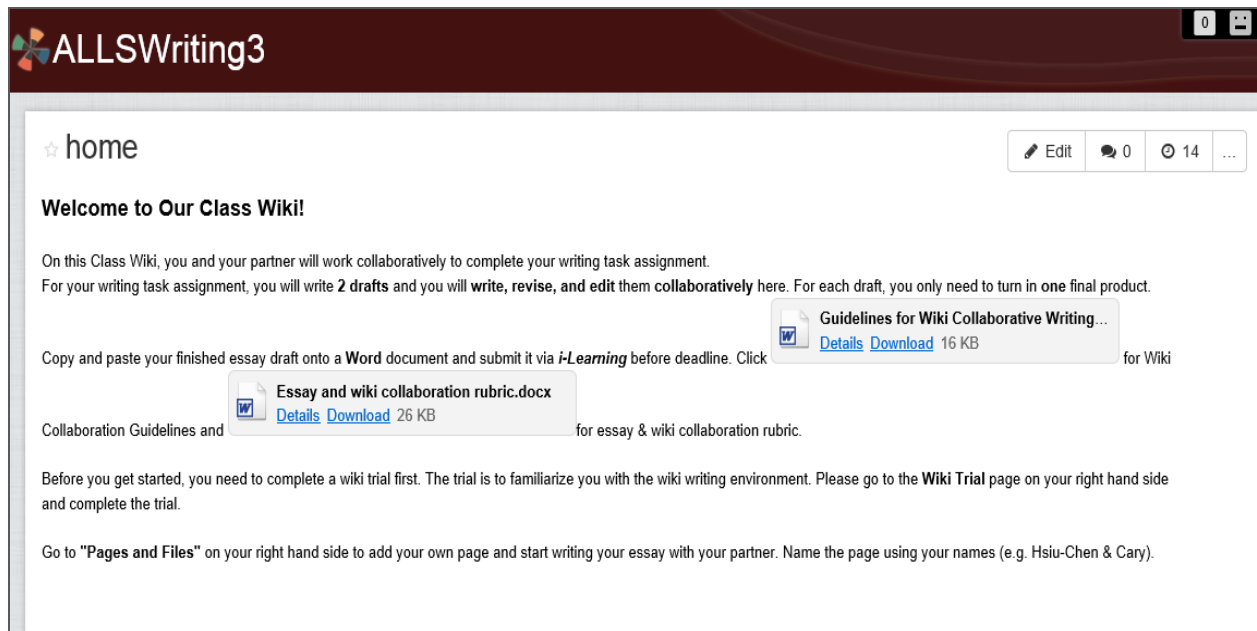 0
ALLSWriting3
home
Edit 0 14 ...
Welcome to Our Class Wiki!
On this Class Wiki, you and your partner will work collaboratively to complete your writing task assignment.
For your writing task assignment, you will write 2 drafts and you will write, revise, and edit them collaboratively here. For each draft, you only need to turn in one final product.
Guidelines for Wiki Collaborative Writing...
Details Download 16 KB
Copy and paste your finished essay draft onto a Word document and submit it via i-Learning before deadline. Click for Wiki
Essay and wiki collaboration rubric.docx
Details Download 26 KB
Collaboration Guidelines and for essay & wiki collaboration rubric.
Before you get started, you need to complete a wiki trial first. The trial is to familiarize you with the wiki writing environment. Please go to the Wiki Trial page on your right hand side
and complete the trial.
Go to "Pages and Files" on your right hand side to add your own page and start writing your essay with your partner. Name the page using your names (e.g. Hsiu-Chen & Cary).